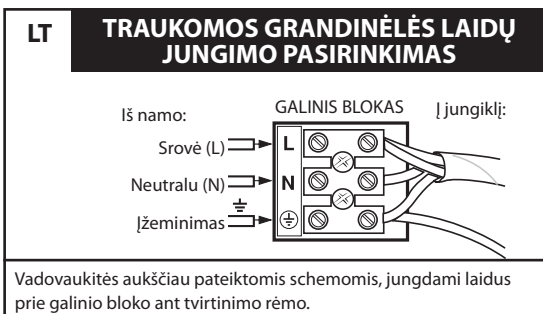 LT
TRAUKOMOS GRANDINĖLĖS LAIDŲ
JUNGIMO PASIRINKIMAS
Iš namo:
GALINIS BLOKAS
Į jungiklį:
Srovė (L)
L
Neutralu (N)
N
Įžeminimas
Vadovaukitės aukščiau pateiktomis schemomis, jungdami laidus
prie galinio bloko ant tvirtinimo rėmo.